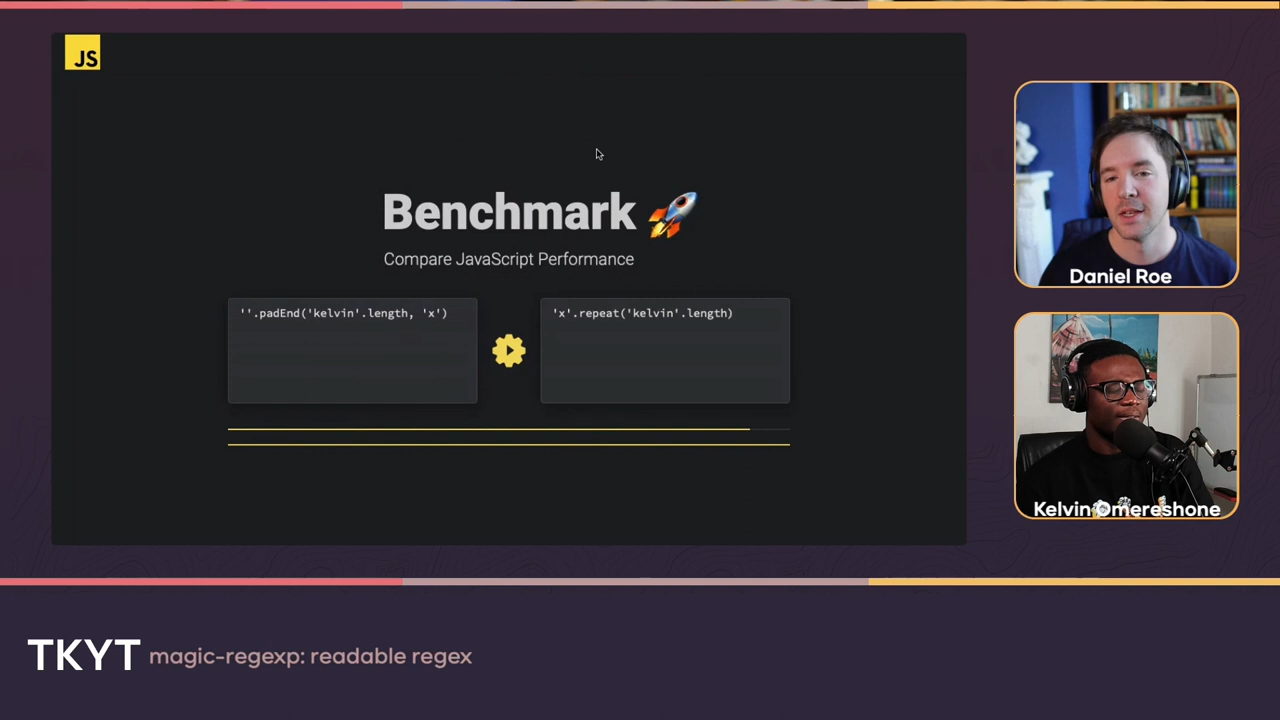 JS
Benchmark 🚀
Compare JavaScript Performance
''.padEnd('kelvin'.length, 'x')
'x'.repeat('kelvin'.length)
Daniel Roe
Kelvin Omereshone
TKYT magic-regexp: readable regex